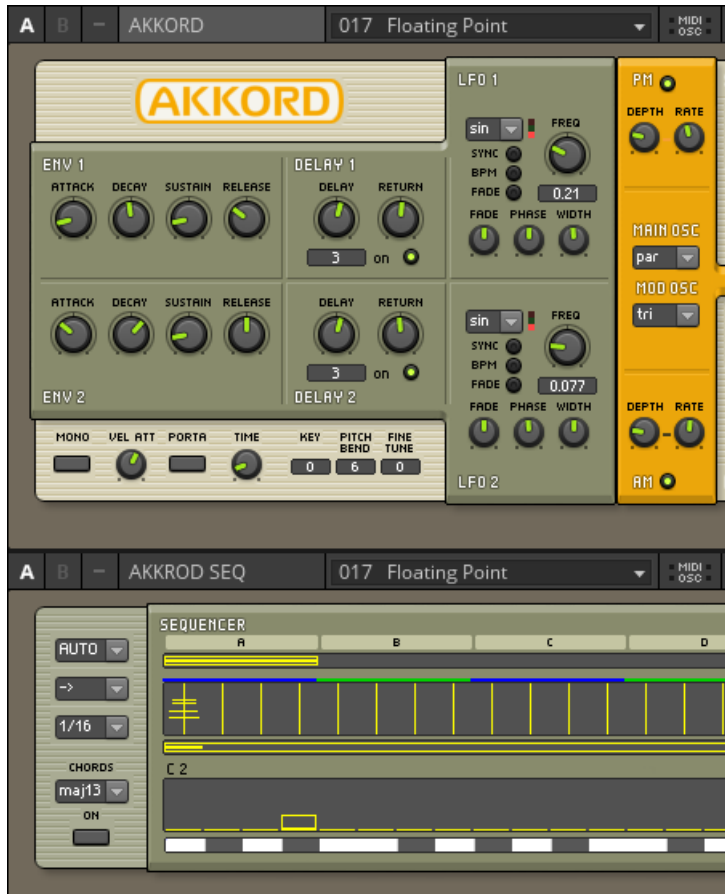 A B – AKKORD 017 Floating Point MIDI OSC
AKKORD
LFO 1
PM
DEPTH RATE
sin
FREQ
SYNC
BPM
FADE 0.21
FADE PHASE WIDTH
ENV 1
ATTACK DECAY SUSTAIN RELEASE
DELAY 1
DELAY RETURN
3 on
MAIN OSC
par
MOD OSC
tri
ATTACK DECAY SUSTAIN RELEASE
ENV 2
DELAY RETURN
3 on
DELAY 2
sin
FREQ
SYNC
BPM
FADE 0.077
FADE PHASE WIDTH
LFO 2
DEPTH RATE
AM
MONO VEL ATT PORTA TIME KEY PITCH BEND FINE TUNE
0 6 0
A B – AKKROD SEQ 017 Floating Point MIDI OSC
SEQUENCER
A B C D
AUTO
->
1/16
CHORDS
maj13
ON
C 2